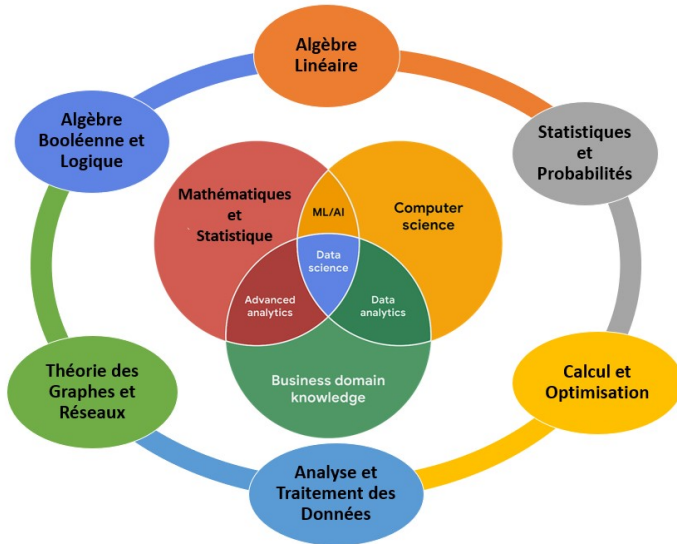 Algèbre
Linéaire
Algèbre
Booléenne et
Logique
Statistiques
et
Probabilités
Mathématiques
et
Statistique
ML/AI
Computer
science
Data
science
Advanced
analytics
Data
analytics
Business domain
knowledge
Théorie des
Graphes et
Réseaux
Calcul et
Optimisation
Analyse et
Traitement des
Données